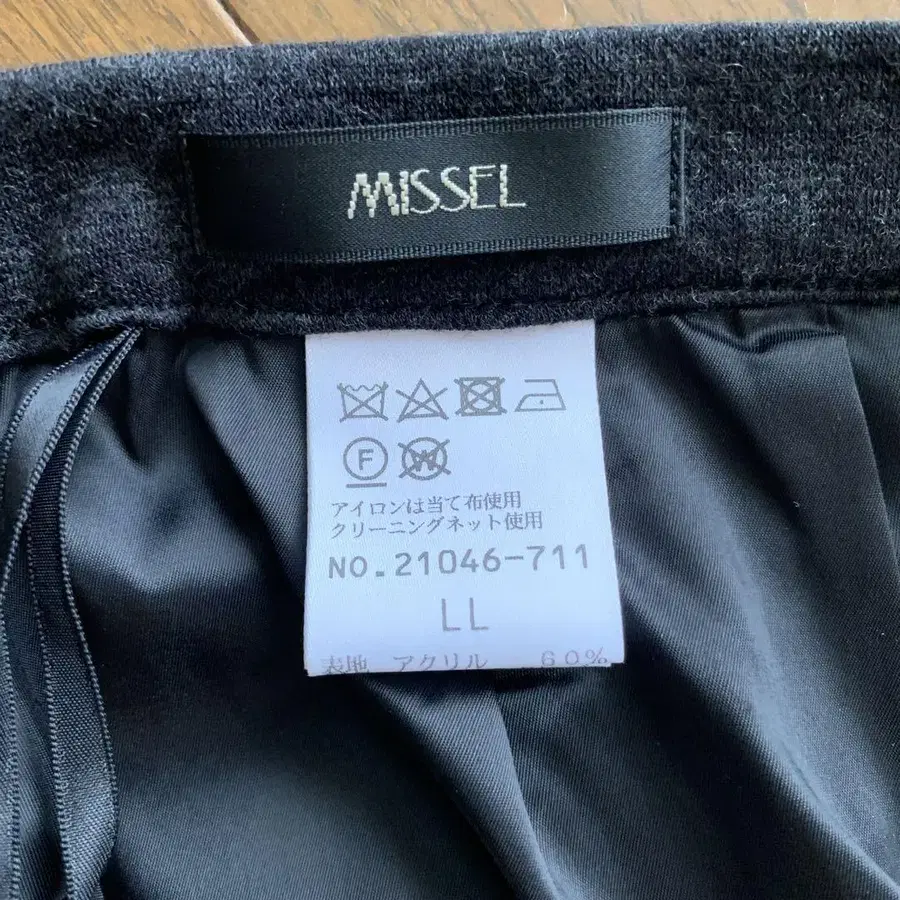 MISSEL
F
W
アイロンは当て布使用
クリーニングネット使用
NO.21046-711
LL
表地 アクリル 60%